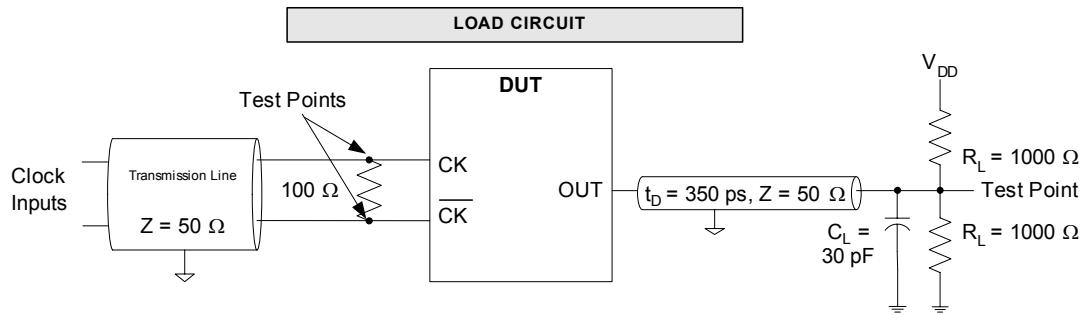 LOAD CIRCUIT
V_DD
DUT
Test Points
R_L = 1000 Ω
Clock
Inputs
Transmission Line
Z = 50 Ω
100 Ω
CK
C̅K̅
OUT
t_D = 350 ps, Z = 50 Ω
Test Point
C_L =
30 pF
R_L = 1000 Ω